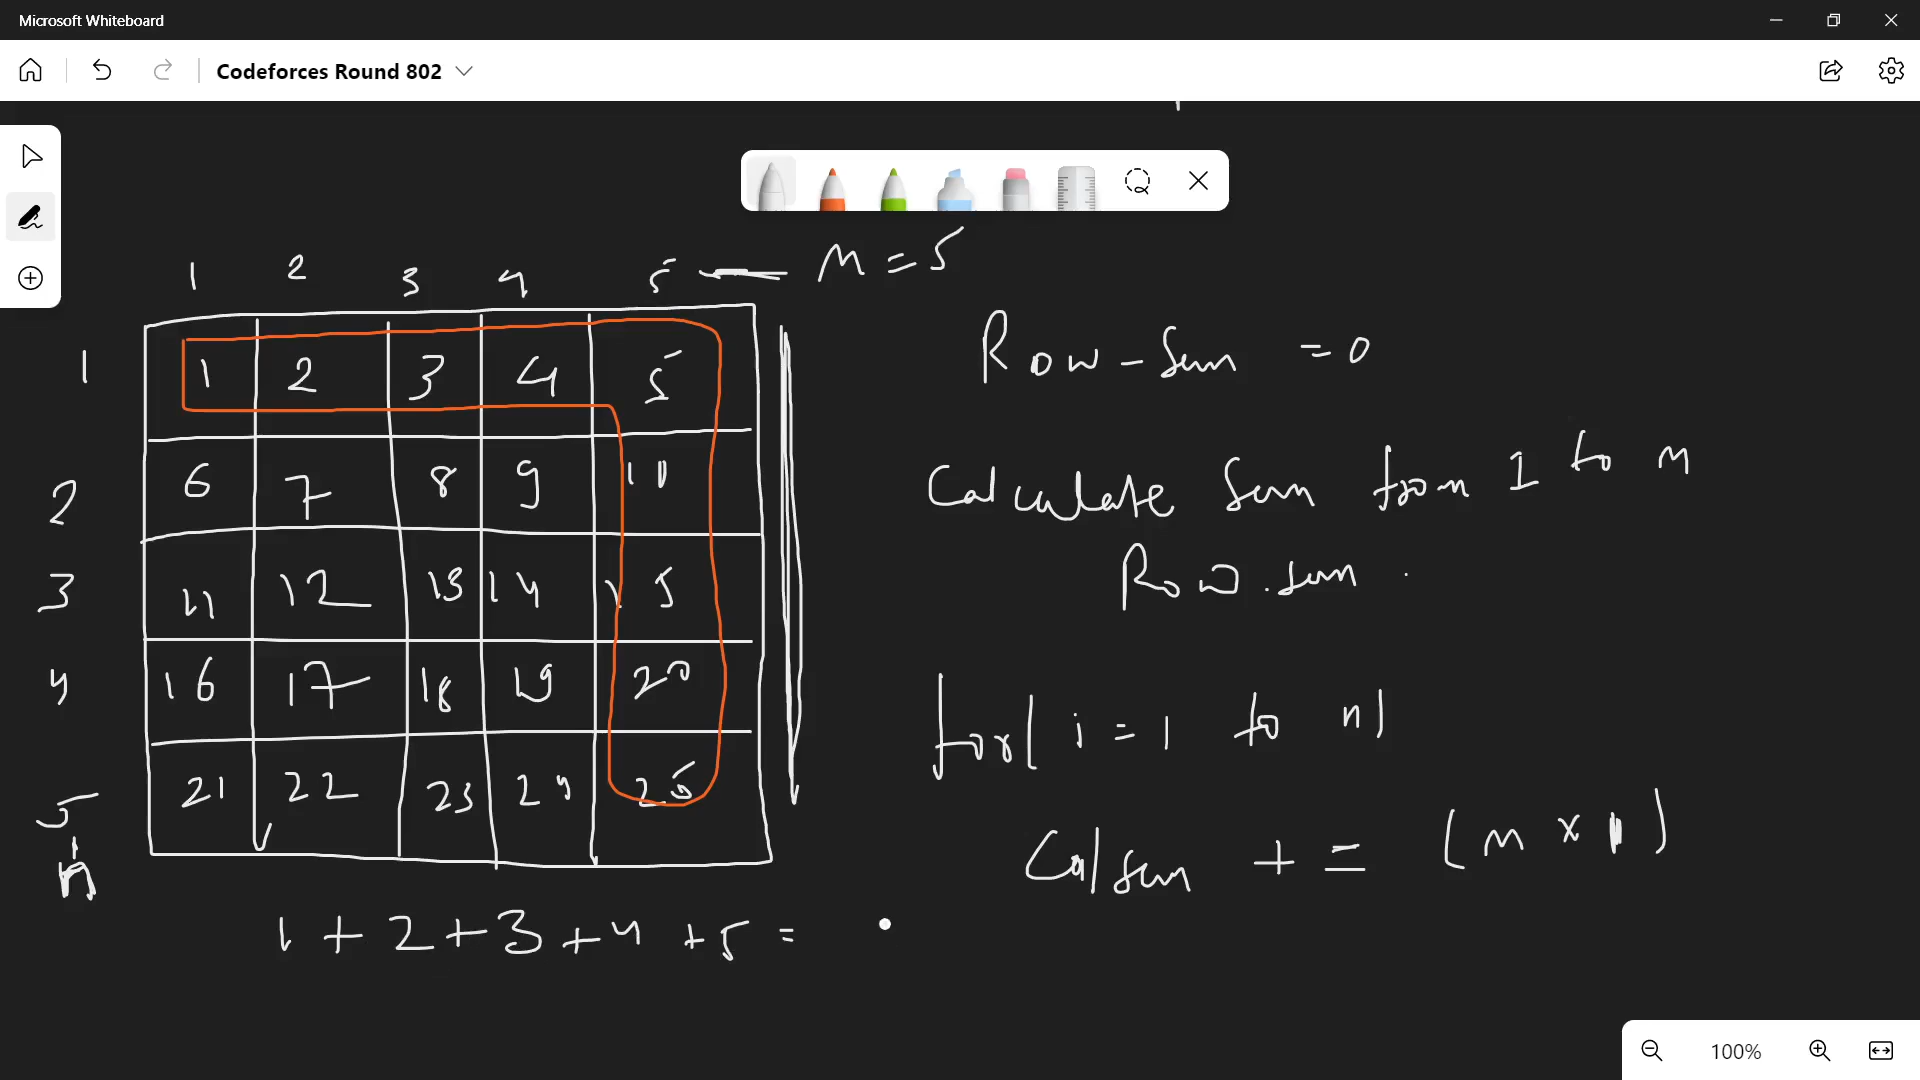 Microsoft Whiteboard
Codeforces Round 802
1 2 3 4 5 M = 5
1 1 2 3 4 5
2 6 7 8 9 10
3 11 12 13 14 15
4 16 17 18 19 20
5 21 22 23 24 25
n
1 + 2 + 3 + 4 + 5 =
Row - Sum = 0
Calculate Sum from 1 to m
Row . sum .
for( i = 1 to n)
Calsum + = (m x 1)
100%